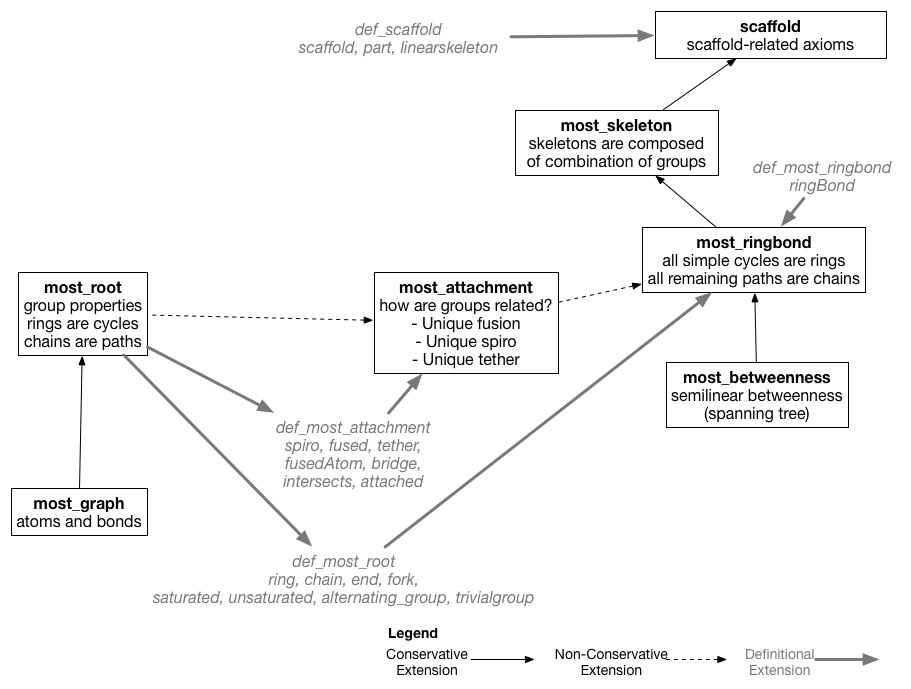 def_scaffold
scaffold, part, linearskeleton
scaffold
scaffold-related axioms
most_skeleton
skeletons are composed
of combination of groups
def_most_ringbond
ringBond
most_ringbond
all simple cycles are rings
all remaining paths are chains
most_root
group properties
rings are cycles
chains are paths
most_attachment
how are groups related?
- Unique fusion
- Unique spiro
- Unique tether
most_betweenness
semilinear betweenness
(spanning tree)
def_most_attachment
spiro, fused, tether,
fusedAtom, bridge,
intersects, attached
most_graph
atoms and bonds
def_most_root
ring, chain, end, fork,
saturated, unsaturated, alternating_group, trivialgroup
Legend
Conservative
Extension
Non-Conservative
Extension
Definitional
Extension